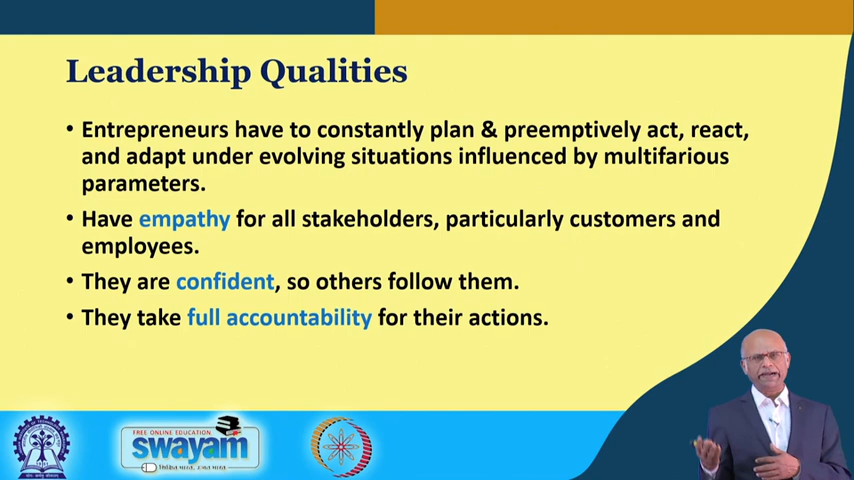 Leadership Qualities
• Entrepreneurs have to constantly plan & preemptively act, react,
and adapt under evolving situations influenced by multifarious
parameters.
• Have empathy for all stakeholders, particularly customers and
employees.
• They are confident, so others follow them.
• They take full accountability for their actions.
FREE ONLINE EDUCATION
swayam